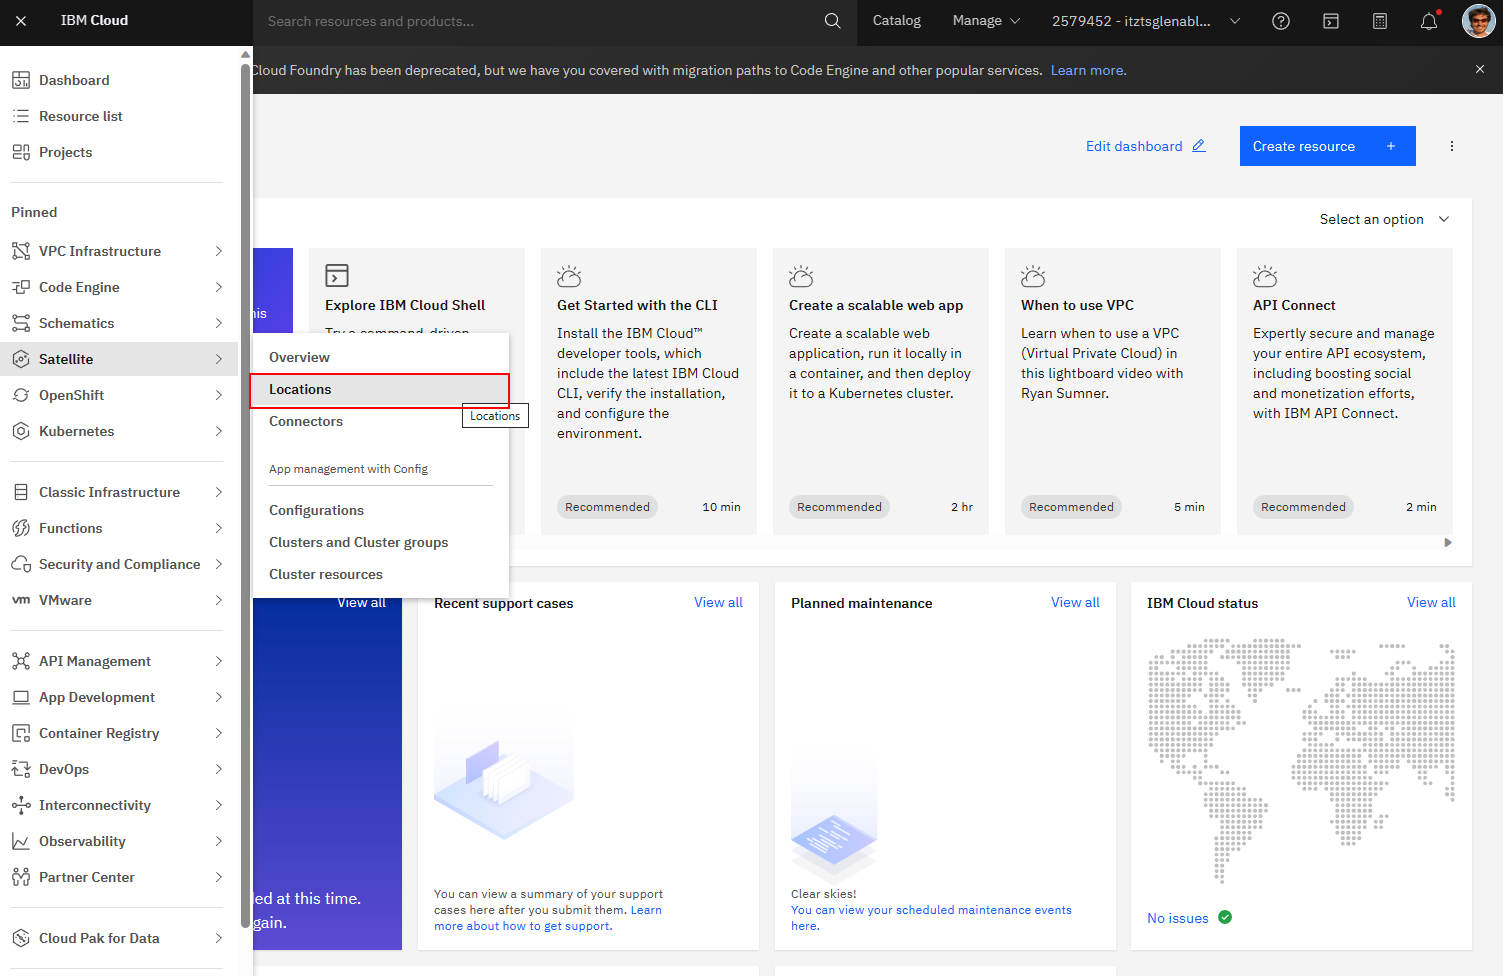 IBM Cloud
Search resources and products...
Catalog
Manage
2579452 - itztsglenabl...
Cloud Foundry has been deprecated, but we have you covered with migration paths to Code Engine and other popular services. Learn more.
Dashboard
Resource list
Projects
Pinned
VPC Infrastructure
Code Engine
Schematics
Satellite
OpenShift
Kubernetes
Classic Infrastructure
Functions
Security and Compliance
VMware
API Management
App Development
Container Registry
DevOps
Interconnectivity
Observability
Partner Center
Cloud Pak for Data
Overview
Locations
Locations
Connectors
App management with Config
Configurations
Clusters and Cluster groups
Cluster resources
Edit dashboard
Create resource +
Select an option
his
Explore IBM Cloud Shell
Try a command-driven
Get Started with the CLI
Install the IBM Cloud™
developer tools, which
include the latest IBM Cloud
CLI, verify the installation,
and configure the
environment.
Recommended
10 min
Create a scalable web app
Create a scalable web
application, run it locally in
a container, and then deploy
it to a Kubernetes cluster.
Recommended
2 hr
When to use VPC
Learn when to use a VPC
(Virtual Private Cloud) in
this lightboard video with
Ryan Sumner.
Recommended
5 min
API Connect
Expertly secure and manage
your entire API ecosystem,
including boosting social
and monetization efforts,
with IBM API Connect.
Recommended
2 min
View all
led at this time.
gain.
Recent support cases
View all
You can view a summary of your support
cases here after you submit them. Learn
more about how to get support.
Planned maintenance
View all
Clear skies!
You can view your scheduled maintenance events
here.
IBM Cloud status
View all
No issues